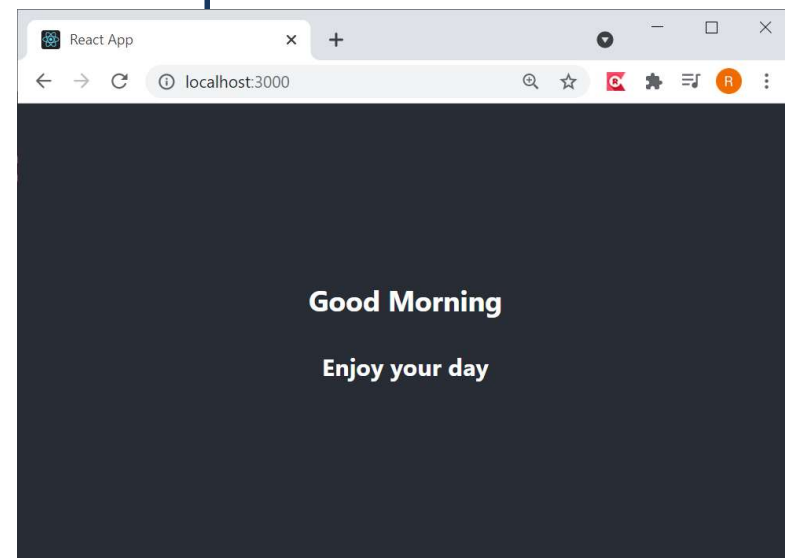 React App
localhost:3000
R
R
Good Morning
Enjoy your day